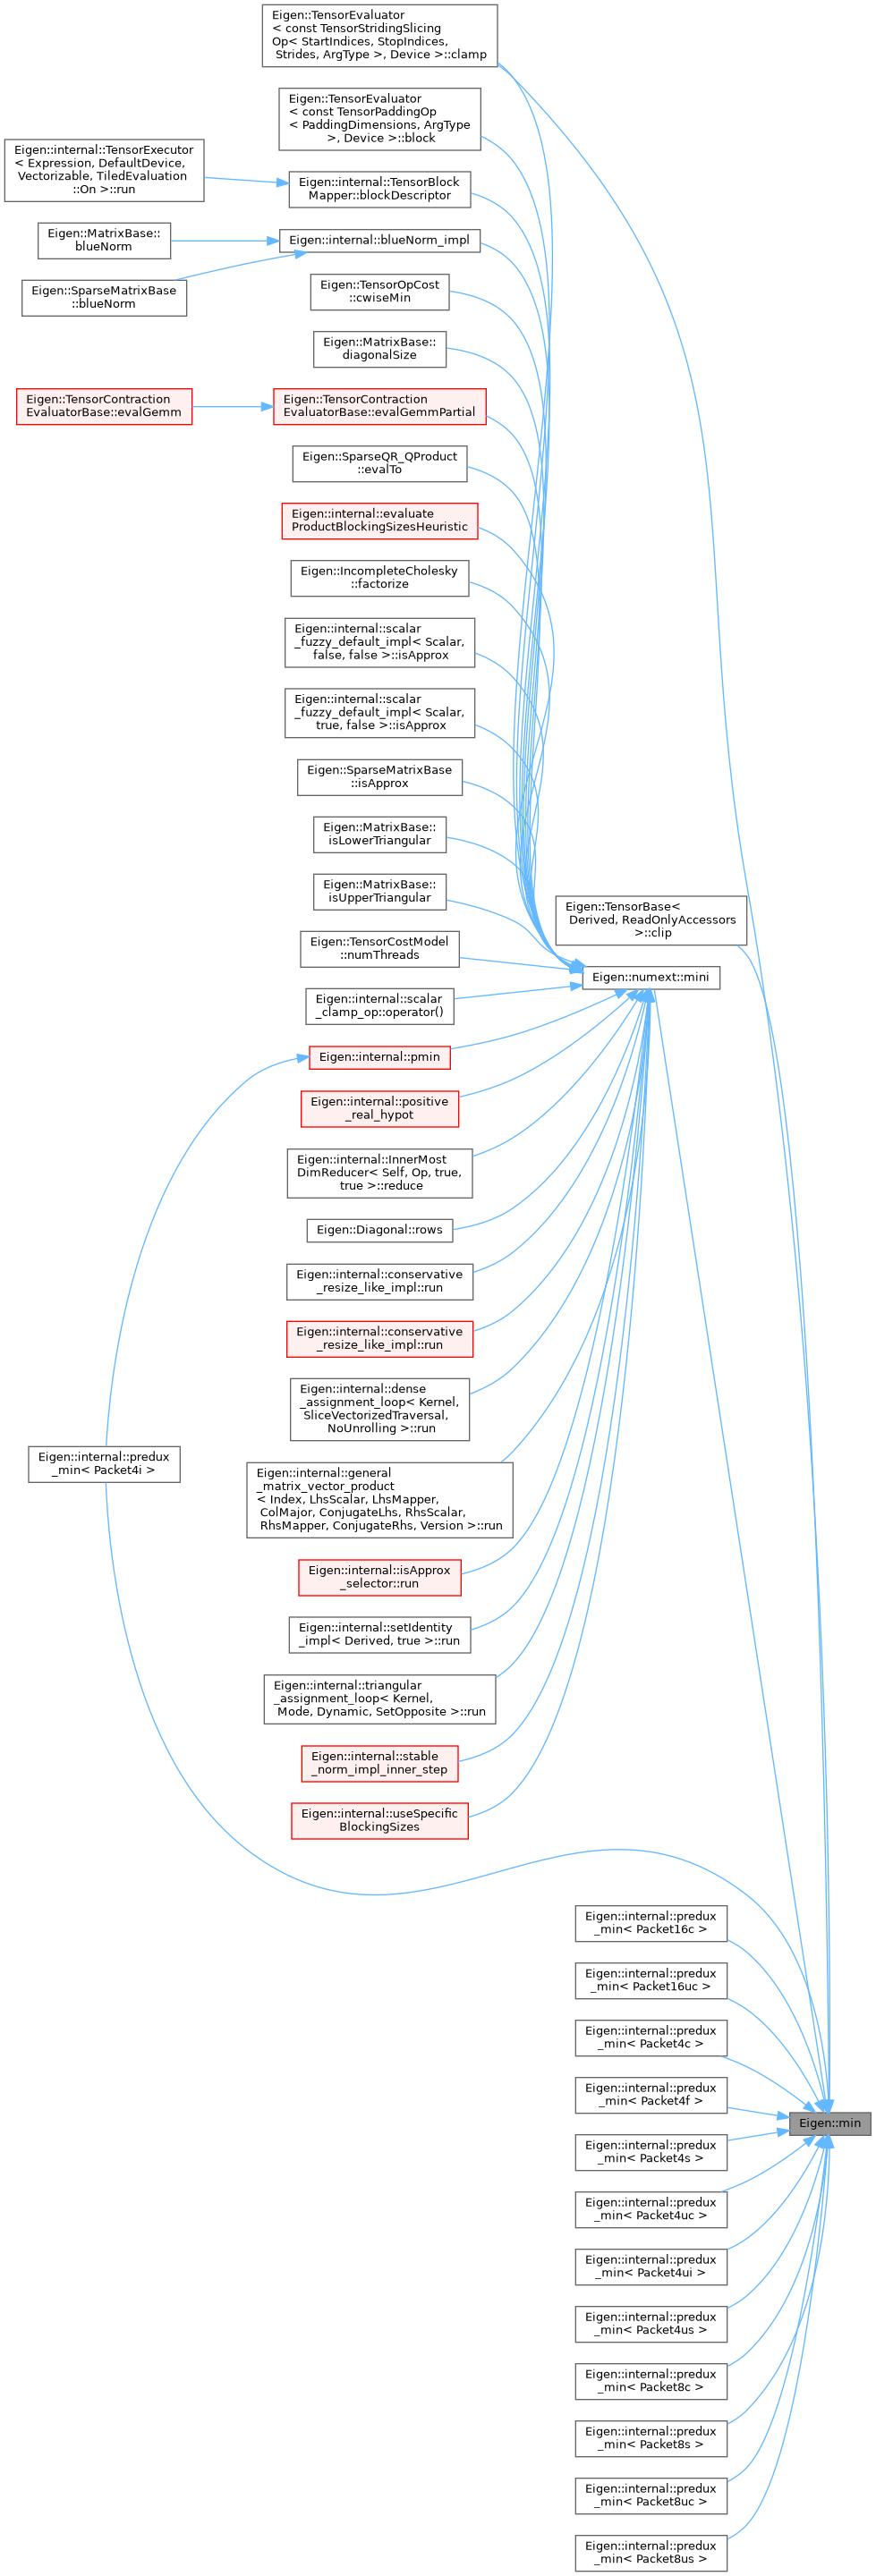 Eigen::TensorEvaluator
< const TensorStridingSlicing
Op< StartIndices, StopIndices,
Strides, ArgType >, Device >::clamp
Eigen::TensorEvaluator
< const TensorPaddingOp
< PaddingDimensions, ArgType
>, Device >::block
Eigen::internal::TensorExecutor
< Expression, DefaultDevice,
Vectorizable, TiledEvaluation
::On >::run
Eigen::internal::TensorBlock
Mapper::blockDescriptor
Eigen::MatrixBase::
blueNorm
Eigen::internal::blueNorm_impl
Eigen::SparseMatrixBase
::blueNorm
Eigen::TensorOpCost
::cwiseMin
Eigen::MatrixBase::
diagonalSize
Eigen::TensorContraction
EvaluatorBase::evalGemm
Eigen::TensorContraction
EvaluatorBase::evalGemmPartial
Eigen::SparseQR_QProduct
::evalTo
Eigen::internal::evaluate
ProductBlockingSizesHeuristic
Eigen::IncompleteCholesky
::factorize
Eigen::internal::scalar
_fuzzy_default_impl< Scalar,
false, false >::isApprox
Eigen::internal::scalar
_fuzzy_default_impl< Scalar,
true, false >::isApprox
Eigen::SparseMatrixBase
::isApprox
Eigen::MatrixBase::
isLowerTriangular
Eigen::MatrixBase::
isUpperTriangular
Eigen::TensorBase<
Derived, ReadOnlyAccessors
>::clip
Eigen::TensorCostModel
::numThreads
Eigen::numext::mini
Eigen::internal::scalar
_clamp_op::operator()
Eigen::internal::pmin
Eigen::internal::positive
_real_hypot
Eigen::internal::InnerMost
DimReducer< Self, Op, true,
true >::reduce
Eigen::Diagonal::rows
Eigen::internal::conservative
_resize_like_impl::run
Eigen::internal::conservative
_resize_like_impl::run
Eigen::internal::dense
_assignment_loop< Kernel,
SliceVectorizedTraversal,
NoUnrolling >::run
Eigen::internal::predux
_min< Packet4i >
Eigen::internal::general
_matrix_vector_product
< Index, LhsScalar, LhsMapper,
ColMajor, ConjugateLhs, RhsScalar,
RhsMapper, ConjugateRhs, Version >::run
Eigen::internal::isApprox
_selector::run
Eigen::internal::setIdentity
_impl< Derived, true >::run
Eigen::internal::triangular
_assignment_loop< Kernel,
Mode, Dynamic, SetOpposite >::run
Eigen::internal::stable
_norm_impl_inner_step
Eigen::internal::useSpecific
BlockingSizes
Eigen::internal::predux
_min< Packet16c >
Eigen::internal::predux
_min< Packet16uc >
Eigen::internal::predux
_min< Packet4c >
Eigen::internal::predux
_min< Packet4f >
Eigen::min
Eigen::internal::predux
_min< Packet4s >
Eigen::internal::predux
_min< Packet4uc >
Eigen::internal::predux
_min< Packet4ui >
Eigen::internal::predux
_min< Packet4us >
Eigen::internal::predux
_min< Packet8c >
Eigen::internal::predux
_min< Packet8s >
Eigen::internal::predux
_min< Packet8uc >
Eigen::internal::predux
_min< Packet8us >